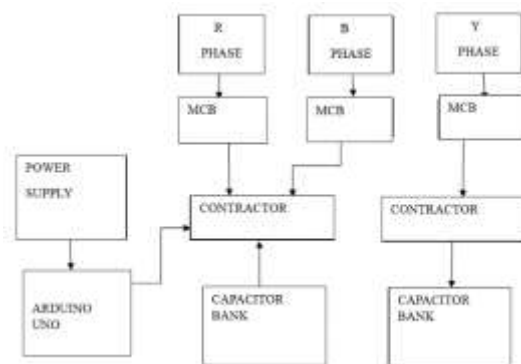 R
PHASE
B
PHASE
Y
PHASE
MCB
MCB
MCB
POWER
SUPPLY
CONTRACTOR
CONTRACTOR
ARDUINO
UNO
CAPACITOR
BANK
CAPACITOR
BANK